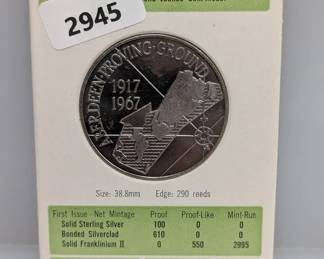 2945
ABERDEEN PROVING GROUND
1917
1967
Size: 38.8mm Edge: 290 reeds
First Issue - Net Mintage Proof Proof-Like Mint-Run
Solid Sterling Silver 100 0 0
Bonded Silverclad 610 0 0
Solid Franklinium II 0 550 2995